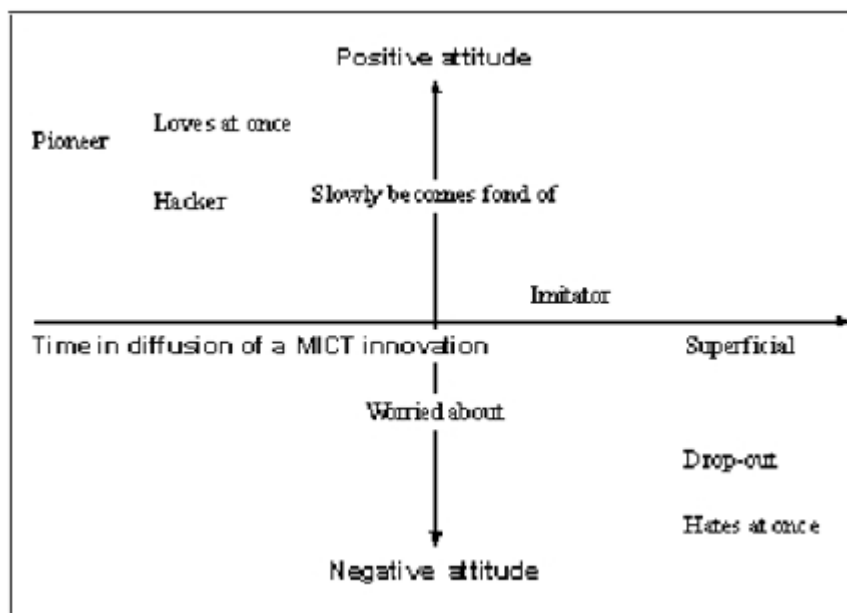 Positive attitude
Loves at once
Pioneer
Hacker
Slowly becomes fond of
Imitator
Time in diffusion of a MICT innovation
Superficial
Worried about
Drop-out
Hates at once
Negative attitude